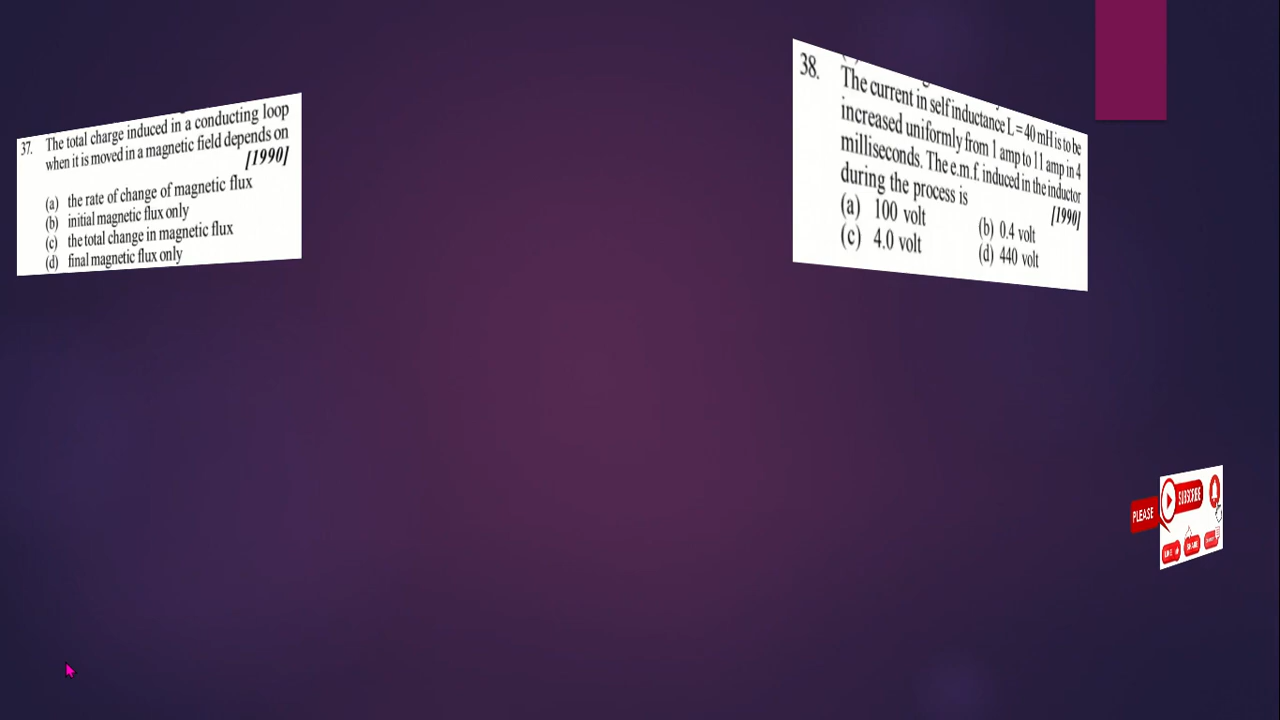 37. The total charge induced in a conducting loop
when it is moved in a magnetic field depends on
[1990]
(a) the rate of change of magnetic flux
(b) initial magnetic flux only
(c) the total change in magnetic flux
(d) final magnetic flux only
38. The current in self inductance L = 40 mH is to be
increased uniformly from 1 amp to 11 amp in 4
milliseconds. The e.m.f. induced in the inductor
during the process is
[1990]
(a) 100 volt (b) 0.4 volt
(c) 4.0 volt (d) 440 volt
PLEASE
SUBSCRIBE
LIKE SHARE